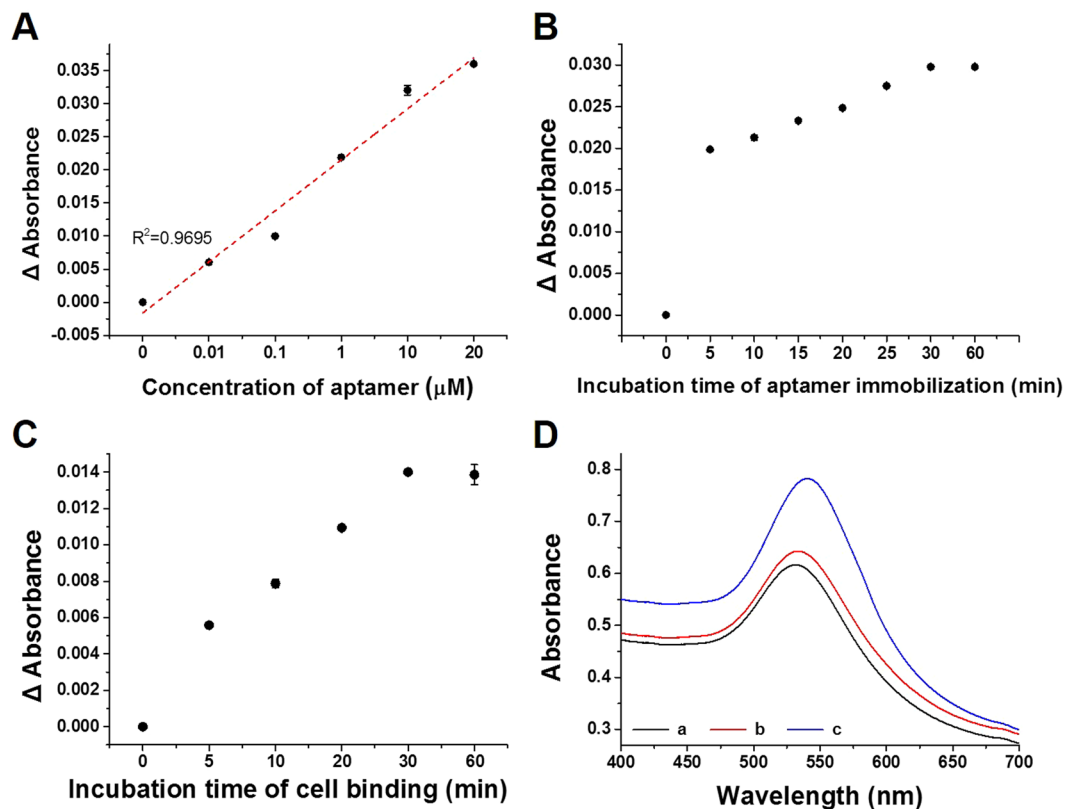 A
0.035
0.030
0.025
0.020
0.015
0.010
0.005
0.000
-0.005
Δ Absorbance
R²=0.9695
0 0.01 0.1 1 10 20
Concentration of aptamer (μM)
B
0.030
0.025
0.020
0.015
0.010
0.005
0.000
Δ Absorbance
0 5 10 15 20 25 30 60
Incubation time of aptamer immobilization (min)
C
0.014
0.012
0.010
0.008
0.006
0.004
0.002
0.000
Δ Absorbance
0 5 10 20 30 60
Incubation time of cell binding (min)
D
0.8
0.7
0.6
0.5
0.4
0.3
Absorbance
a b c
400 450 500 550 600 650 700
Wavelength (nm)